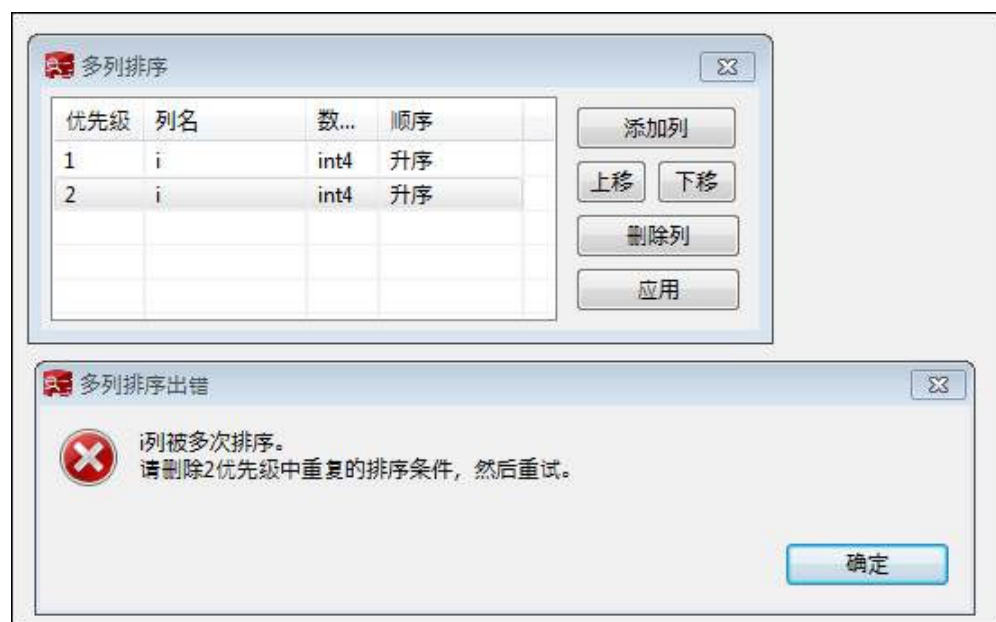 多列排序
优先级 列名 数... 顺序
1 i int4 升序
2 i int4 升序
添加列
上移 下移
删除列
应用
多列排序出错
i列被多次排序。
请删除2优先级中重复的排序条件，然后重试。
确定